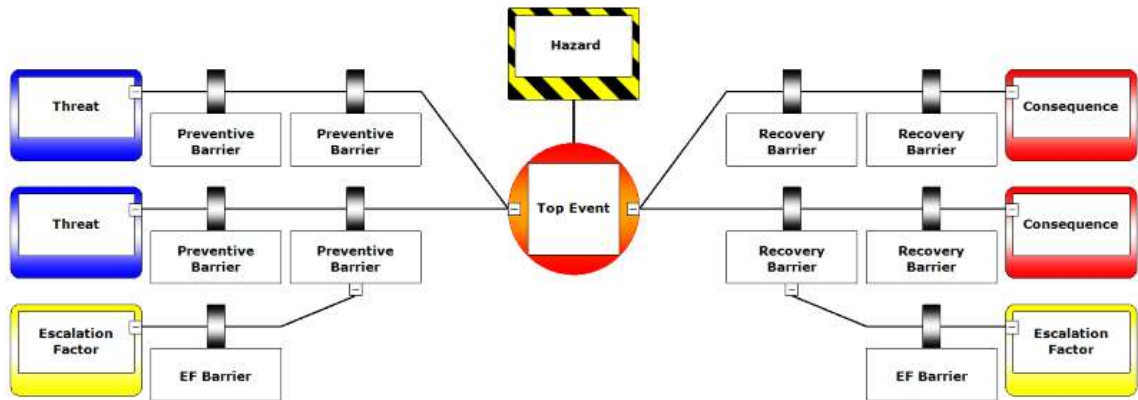 Hazard
Threat
Preventive
Barrier
Preventive
Barrier
Recovery
Barrier
Recovery
Barrier
Consequence
Top Event
Threat
Preventive
Barrier
Preventive
Barrier
Recovery
Barrier
Recovery
Barrier
Consequence
Escalation
Factor
EF Barrier
EF Barrier
Escalation
Factor